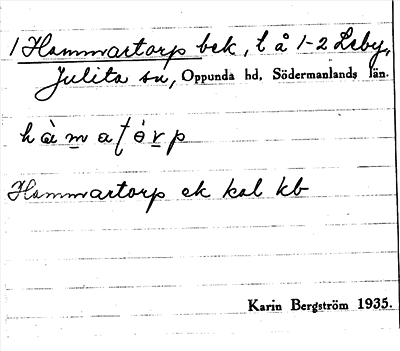 1 Hammartorp bek, l å 1-2 Leby,
Julita sn, Oppunda hd, Södermanlands län.
hàmaţórp
Hammartorp ek kal kb
Karin Bergström 1935.